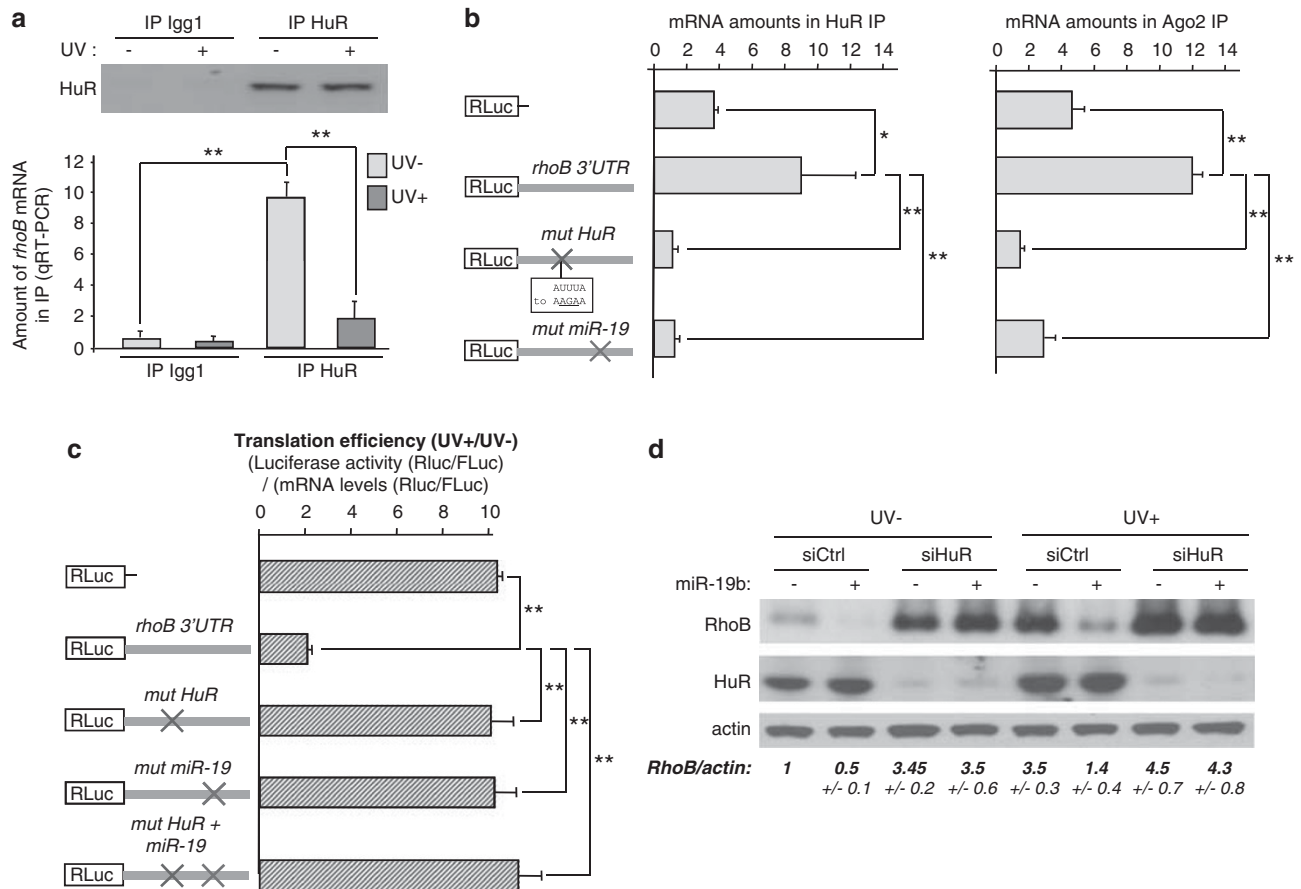 a
IP Igg1 IP HuR
UV : - + - +
HuR
** **
UV-
UV+
Amount of rhoB mRNA
in IP (qRT-PCR)
12
10
8
6
4
2
0
IP Igg1 IP HuR
b
mRNA amounts in HuR IP
0 2 4 6 8 10 12 14
mRNA amounts in Ago2 IP
0 2 4 6 8 10 12 14
RLuc
* **
rhoB 3'UTR
RLuc
** **
mut HuR
RLuc
** **
AUUUA
to AAGAA
mut miR-19
RLuc
c
Translation efficiency (UV+/UV-)
(Luciferase activity (Rluc/FLuc)
/ (mRNA levels (Rluc/FLuc)
0 2 4 6 8 10
RLuc
**
rhoB 3'UTR
RLuc
**
mut HuR
RLuc
**
**
mut miR-19
RLuc
mut HuR +
miR-19
RLuc
d
UV- UV+
siCtrl siHuR siCtrl siHuR
miR-19b: - + - + - + - +
RhoB
HuR
actin
RhoB/actin: 1 0.5 3.45 3.5 3.5 1.4 4.5 4.3
+/- 0.1 +/- 0.2 +/- 0.6 +/- 0.3 +/- 0.4 +/- 0.7 +/- 0.8